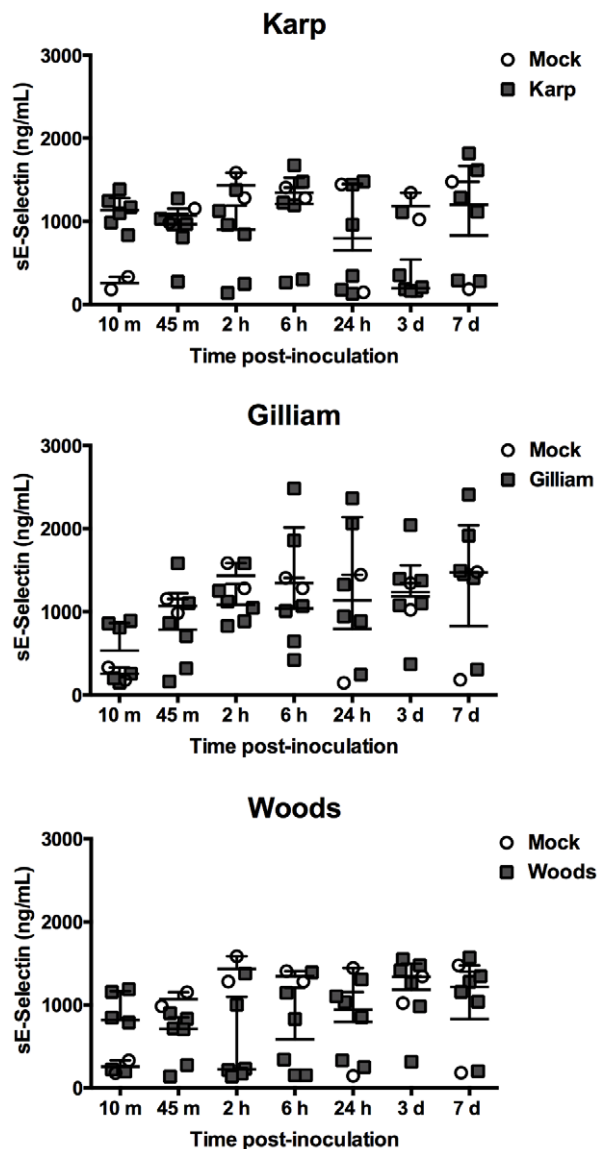 Karp
sE-Selectin (ng/mL)
3000
2000
1000
0
Mock
Karp
10 m 45 m 2 h 6 h 24 h 3 d 7 d
Time post-inoculation
Gilliam
sE-Selectin (ng/mL)
3000
2000
1000
0
Mock
Gilliam
10 m 45 m 2 h 6 h 24 h 3 d 7 d
Time post-inoculation
Woods
sE-Selectin (ng/mL)
3000
2000
1000
0
Mock
Woods
10 m 45 m 2 h 6 h 24 h 3 d 7 d
Time post-inoculation